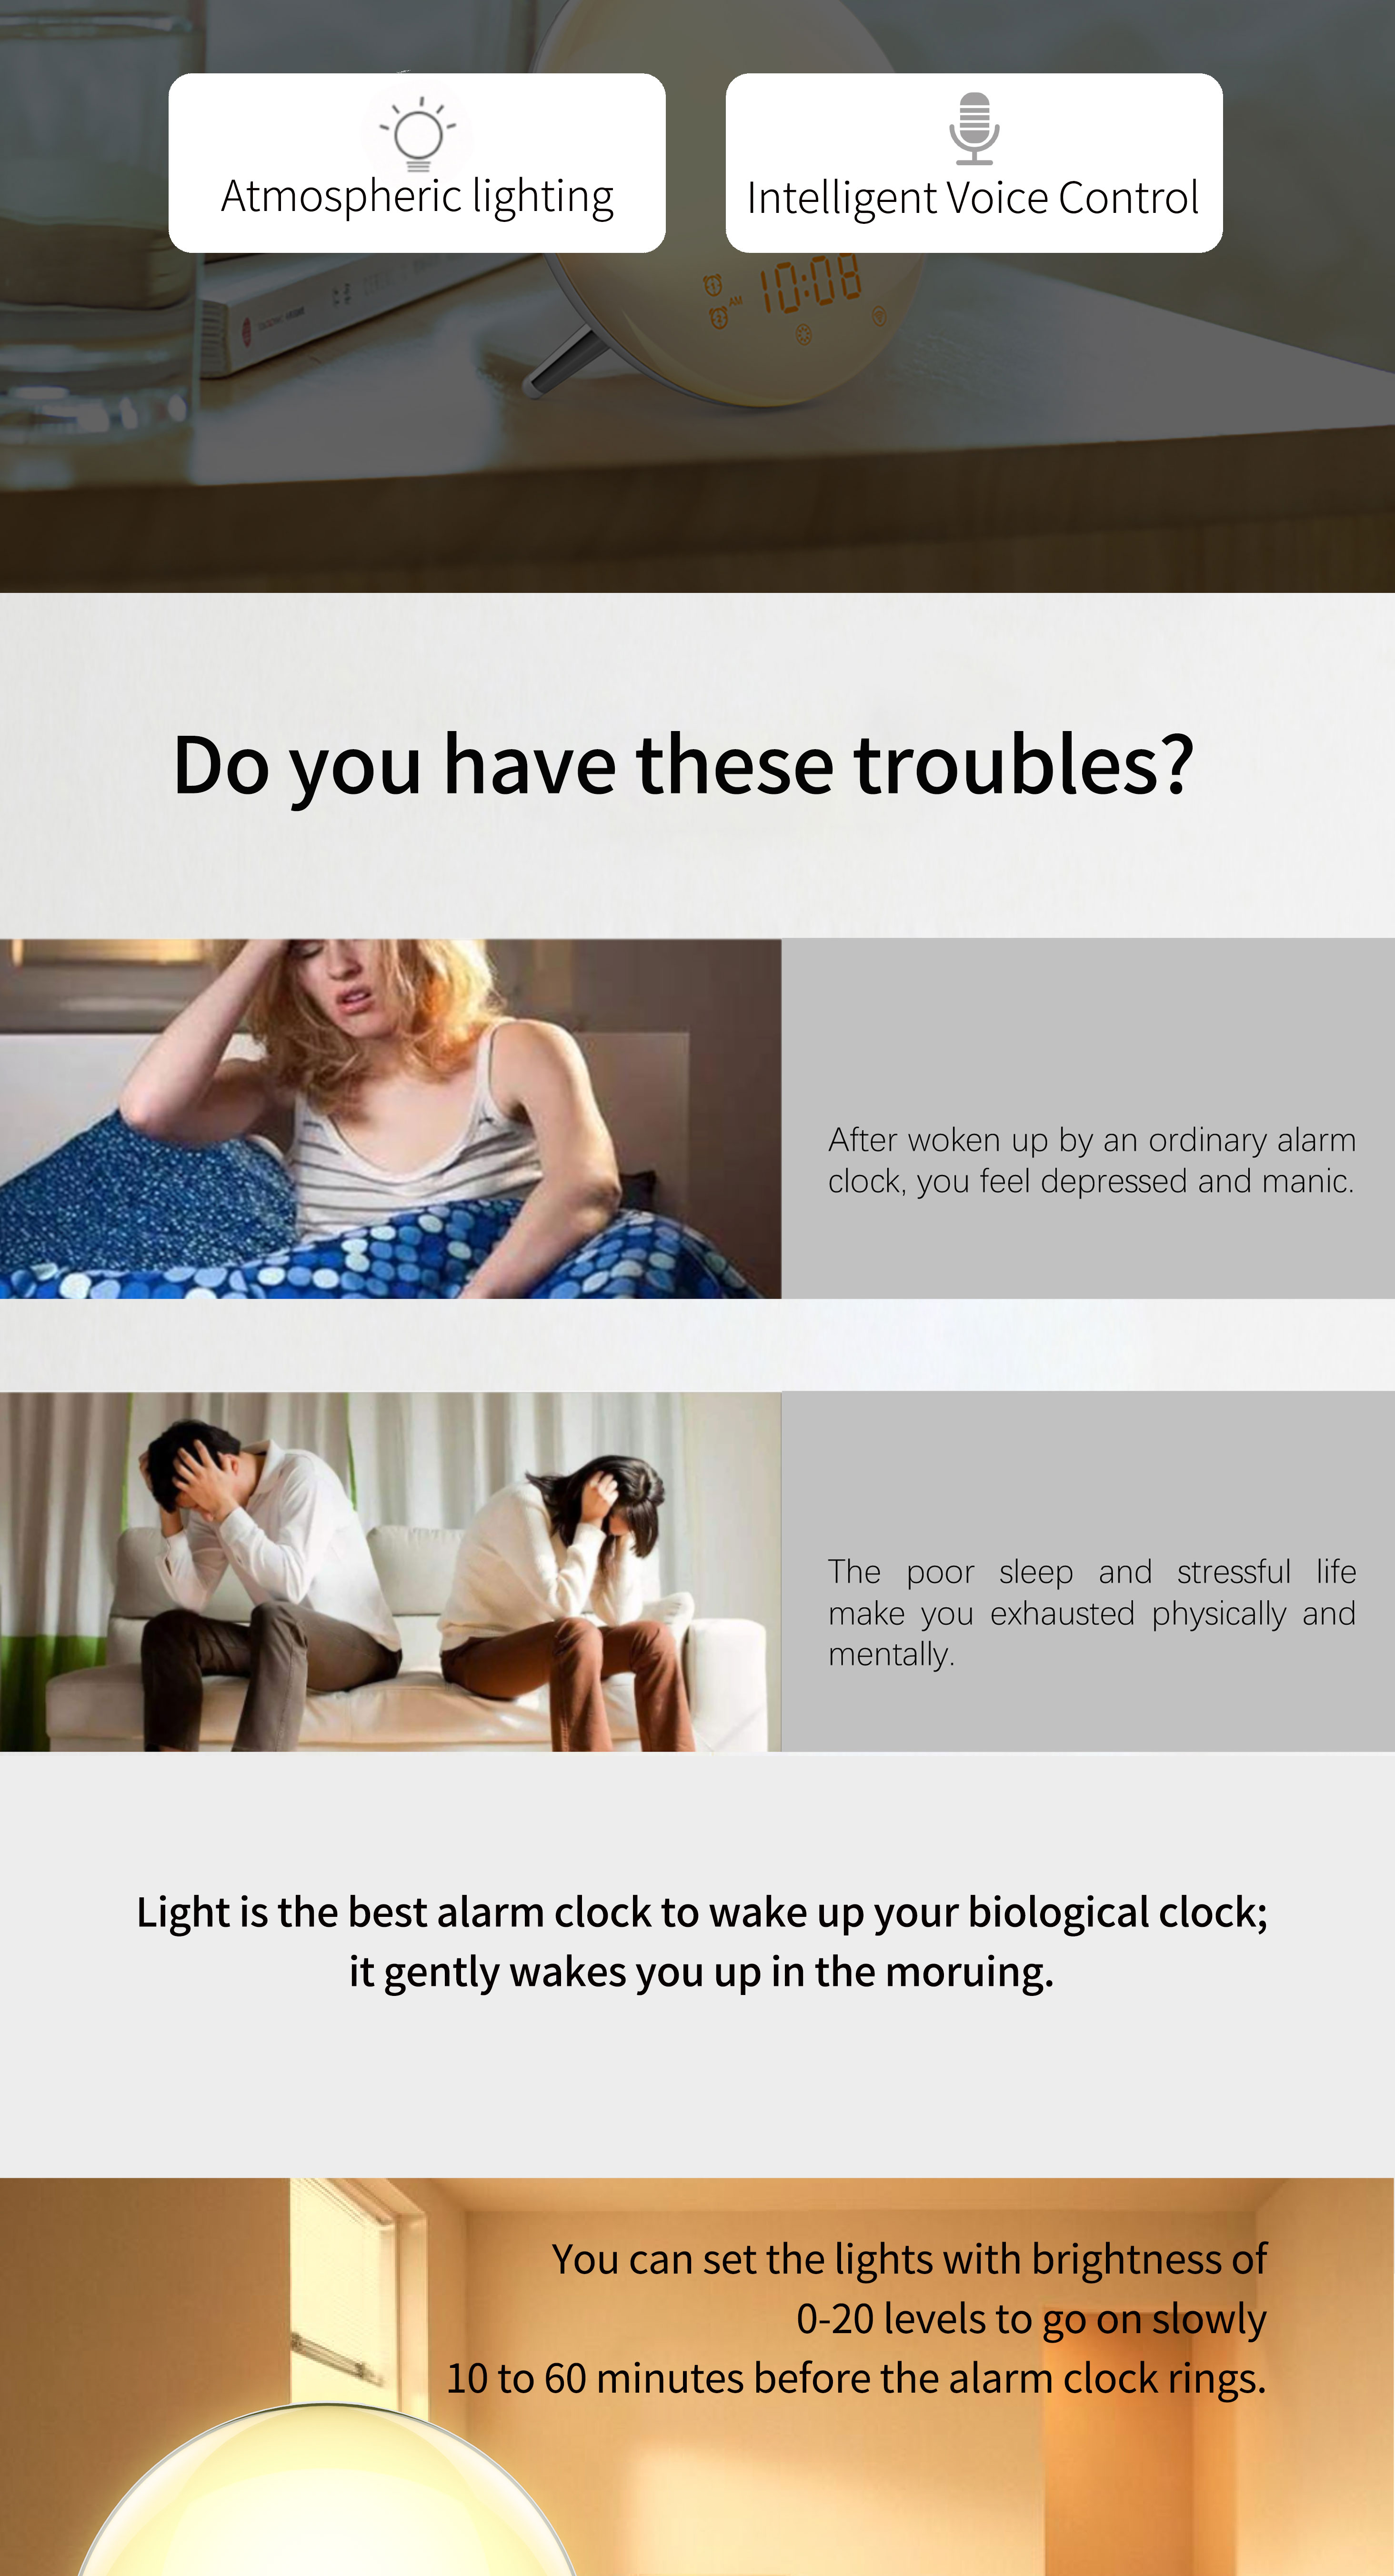 Atmospheric lighting
Intelligent Voice Control
AM 10:08
Do you have these troubles?
After woken up by an ordinary alarm
clock, you feel depressed and manic.
The poor sleep and stressful life
make you exhausted physically and
mentally.
Light is the best alarm clock to wake up your biological clock;
it gently wakes you up in the moruing.
You can set the lights with brightness of
0-20 levels to go on slowly
10 to 60 minutes before the alarm clock rings.